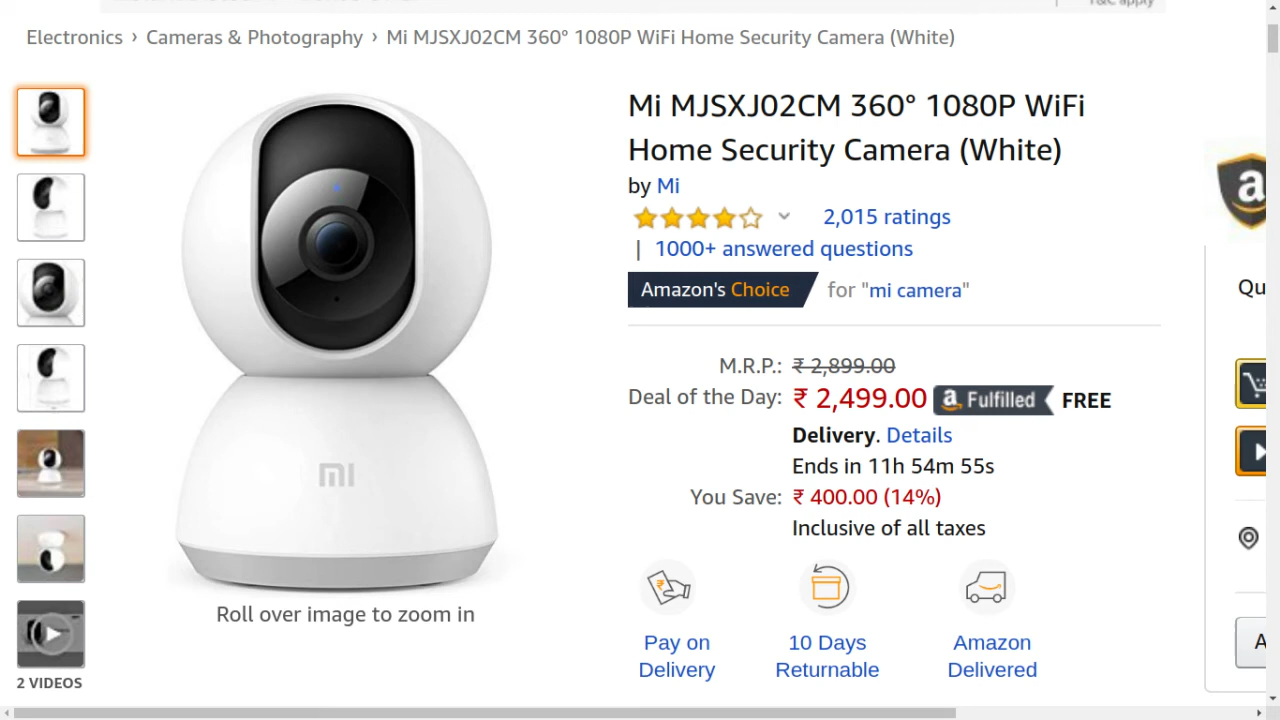 T&C apply
Electronics › Cameras & Photography › Mi MJSXJ02CM 360° 1080P WiFi Home Security Camera (White)
Mi MJSXJ02CM 360° 1080P WiFi
Home Security Camera (White)
by Mi
2,015 ratings
| 1000+ answered questions
Amazon's Choice for "mi camera"
M.R.P.: ₹ 2,899.00
Deal of the Day: ₹ 2,499.00 a Fulfilled FREE
Delivery. Details
Ends in 11h 54m 55s
You Save: ₹ 400.00 (14%)
Inclusive of all taxes
Pay on
Delivery
10 Days
Returnable
Amazon
Delivered
mi
Roll over image to zoom in
2 VIDEOS
a
Qu
A